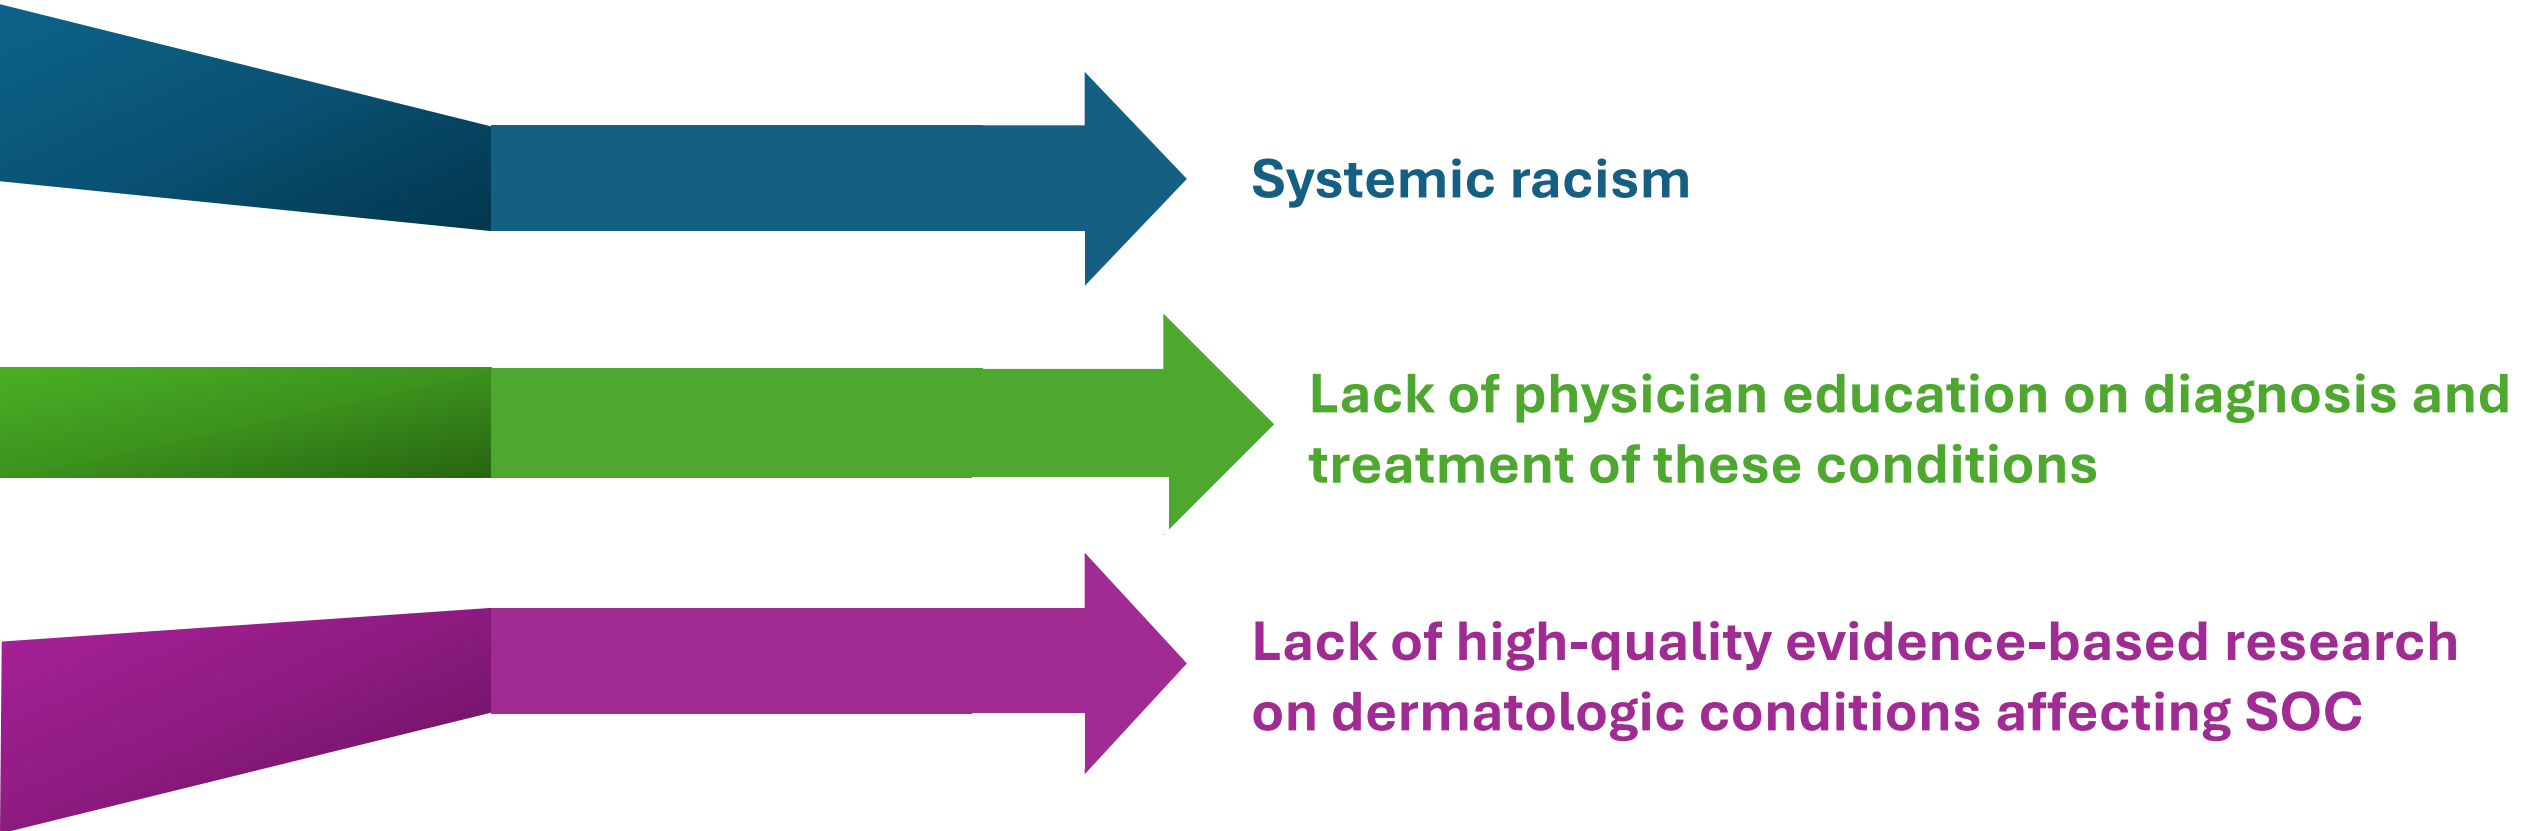 Systemic racism
Lack of physician education on diagnosis and
treatment of these conditions
Lack of high-quality evidence-based research
on dermatologic conditions affecting SOC